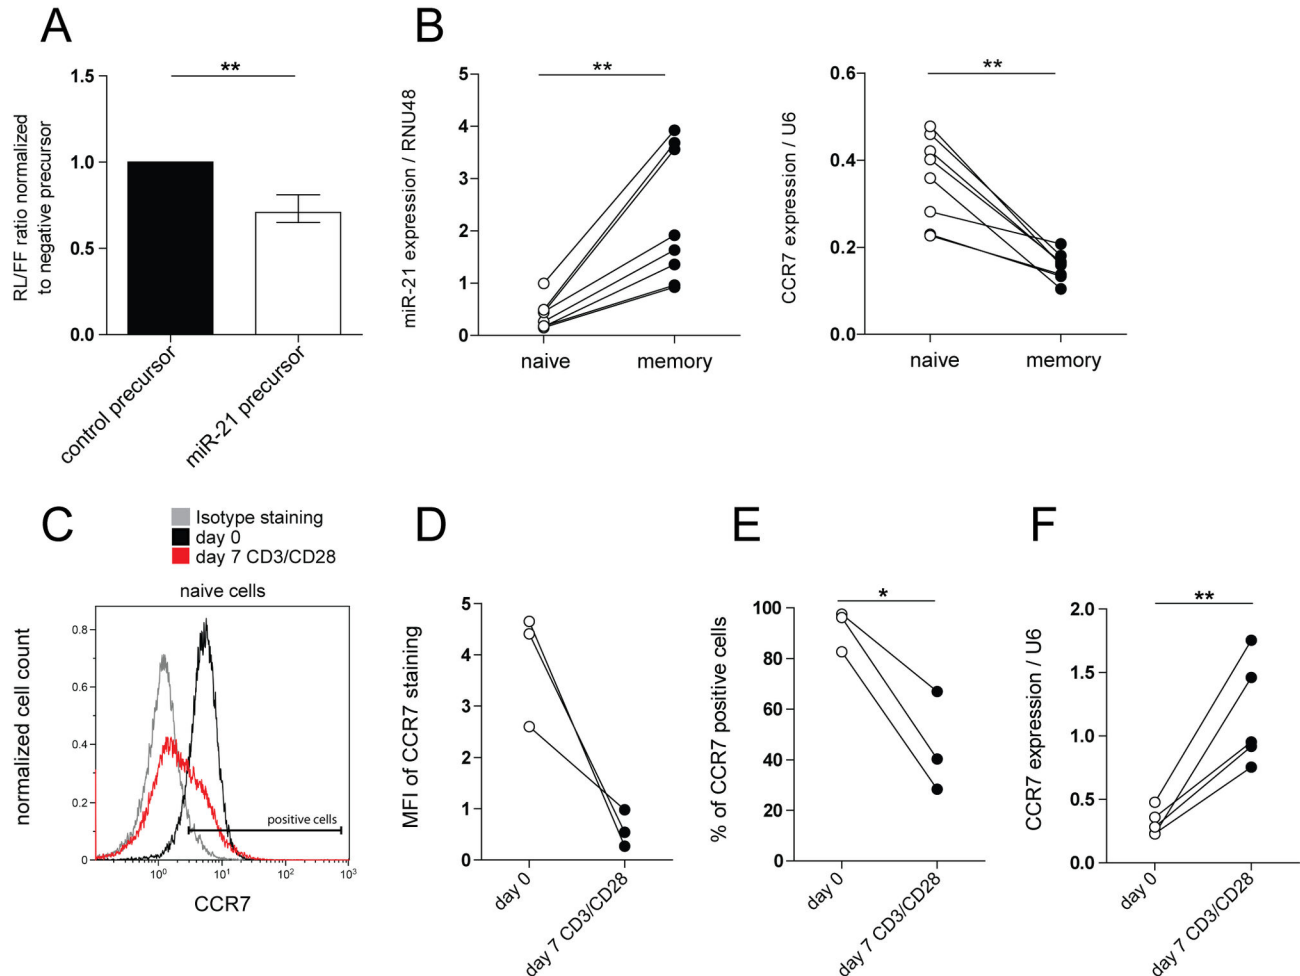 A
**
1.5
1.0
0.5
0.0
RL/FF ratio normalized
to negative precursor
control precursor
miR-21 precursor
B
**
5
4
3
2
1
0
miR-21 expression / RNU48
naive
memory
**
0.6
0.4
0.2
0.0
CCR7 expression / U6
naive
memory
C
Isotype staining
day 0
day 7 CD3/CD28
naive cells
0.8
0.6
0.4
0.2
0
normalized cell count
positive cells
10⁰
10¹
10²
10³
CCR7
D
5
4
3
2
1
0
MFI of CCR7 staining
day 0
day 7 CD3/CD28
E
*
100
80
60
40
20
0
% of CCR7 positive cells
day 0
day 7 CD3/CD28
F
**
2.0
1.5
1.0
0.5
0.0
CCR7 expression / U6
day 0
day 7 CD3/CD28